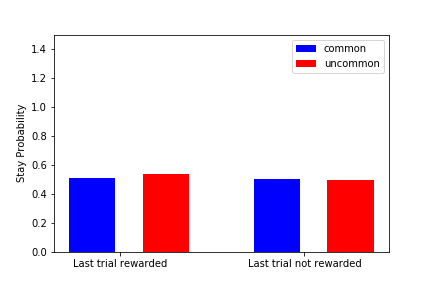 1.4
1.2
1.0
0.8
0.6
0.4
0.2
0.0
Stay Probability
common
uncommon
Last trial rewarded
Last trial not rewarded